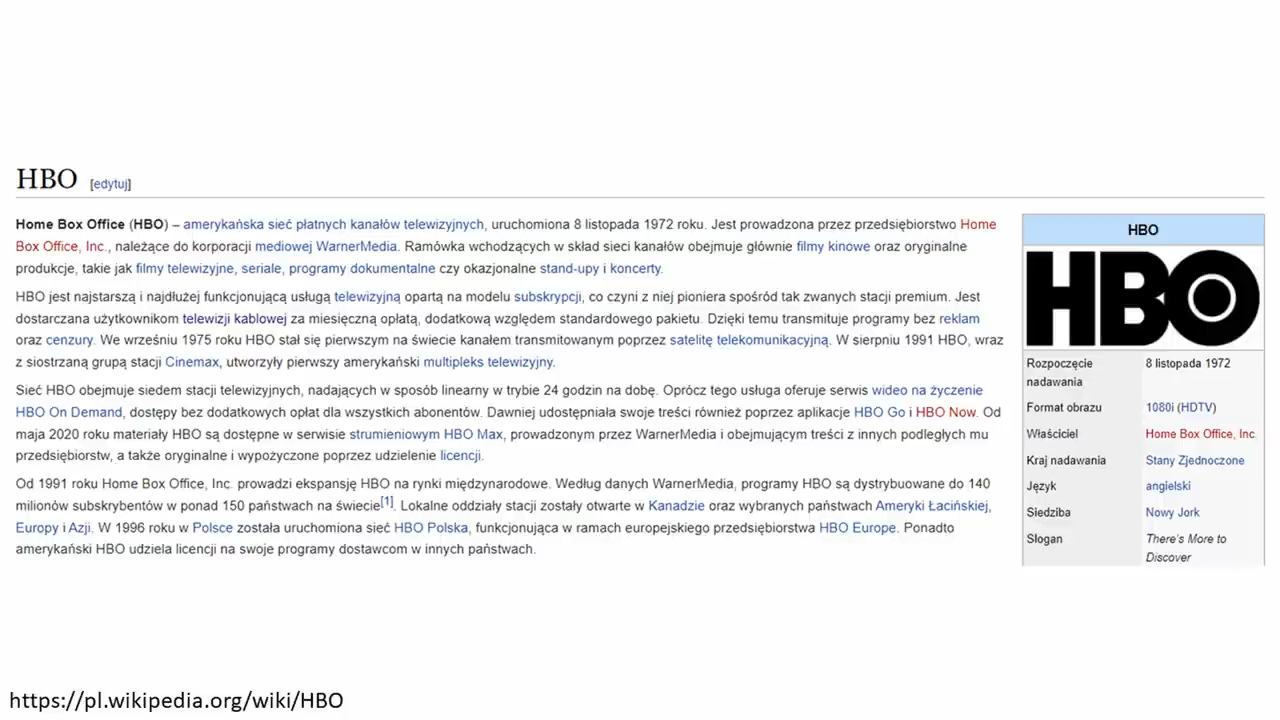 HBO [edytuj]
Home Box Office (HBO) – amerykańska sieć płatnych kanałów telewizyjnych, uruchomiona 8 listopada 1972 roku. Jest prowadzona przez przedsiębiorstwo Home
Box Office, Inc., należące do korporacji mediowej WarnerMedia. Ramówka wchodzących w skład sieci kanałów obejmuje głównie filmy kinowe oraz oryginalne
produkcje, takie jak filmy telewizyjne, seriale, programy dokumentalne czy okazjonalne stand-upy i koncerty.
HBO jest najstarszą i najdłużej funkcjonującą usługą telewizyjną opartą na modelu subskrypcji, co czyni z niej pioniera spośród tak zwanych stacji premium. Jest
dostarczana użytkownikom telewizji kablowej za miesięczną opłatą, dodatkową względem standardowego pakietu. Dzięki temu transmituje programy bez reklam
oraz cenzury. We wrześniu 1975 roku HBO stał się pierwszym na świecie kanałem transmitowanym poprzez satelitę telekomunikacyjną. W sierpniu 1991 HBO, wraz
z siostrzaną grupą stacji Cinemax, utworzyły pierwszy amerykański multipleks telewizyjny.
Sieć HBO obejmuje siedem stacji telewizyjnych, nadających w sposób linearny w trybie 24 godzin na dobę. Oprócz tego usługa oferuje serwis wideo na życzenie
HBO On Demand, dostępy bez dodatkowych opłat dla wszystkich abonentów. Dawniej udostępniała swoje treści również poprzez aplikacje HBO Go i HBO Now. Od
maja 2020 roku materiały HBO są dostępne w serwisie strumieniowym HBO Max, prowadzonym przez WarnerMedia i obejmującym treści z innych podległych mu
przedsiębiorstw, a także oryginalne i wypożyczone poprzez udzielenie licencji.
Od 1991 roku Home Box Office, Inc. prowadzi ekspansję HBO na rynki międzynarodowe. Według danych WarnerMedia, programy HBO są dystrybuowane do 140
milionów subskrybentów w ponad 150 państwach na świecie[1]. Lokalne oddziały stacji zostały otwarte w Kanadzie oraz wybranych państwach Ameryki Łacińskiej,
Europy i Azji. W 1996 roku w Polsce została uruchomiona sieć HBO Polska, funkcjonująca w ramach europejskiego przedsiębiorstwa HBO Europe. Ponadto
amerykański HBO udziela licencji na swoje programy dostawcom w innych państwach.
HBO
HBO
Rozpoczęcie nadawania 8 listopada 1972
Format obrazu 1080i (HDTV)
Właściciel Home Box Office, Inc.
Kraj nadawania Stany Zjednoczone
Język angielski
Siedziba Nowy Jork
Slogan There's More to
Discover
https://pl.wikipedia.org/wiki/HBO